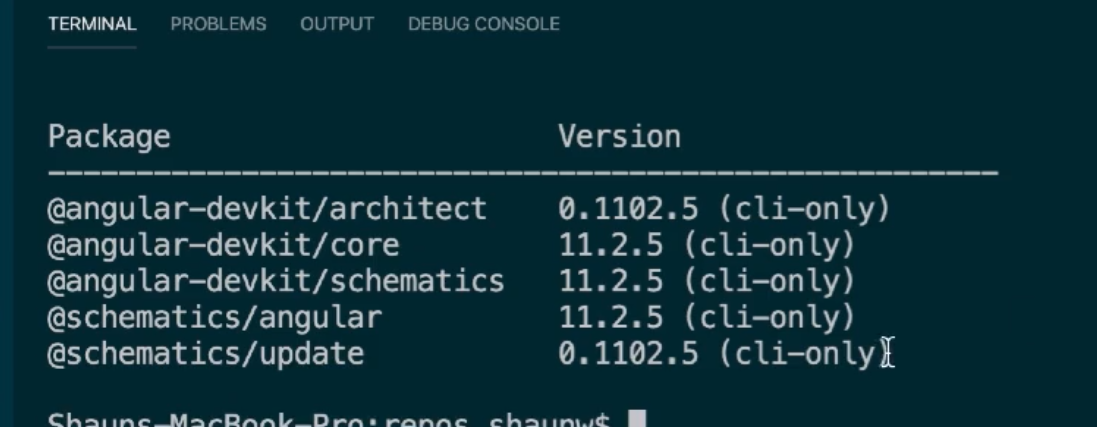 TERMINAL PROBLEMS OUTPUT DEBUG CONSOLE
Package Version
----------------------------------------------------------
@angular-devkit/architect 0.1102.5 (cli-only)
@angular-devkit/core 11.2.5 (cli-only)
@angular-devkit/schematics 11.2.5 (cli-only)
@schematics/angular 11.2.5 (cli-only)
@schematics/update 0.1102.5 (cli-only)
Shauns-MacBook-Pro:repos shaunw$